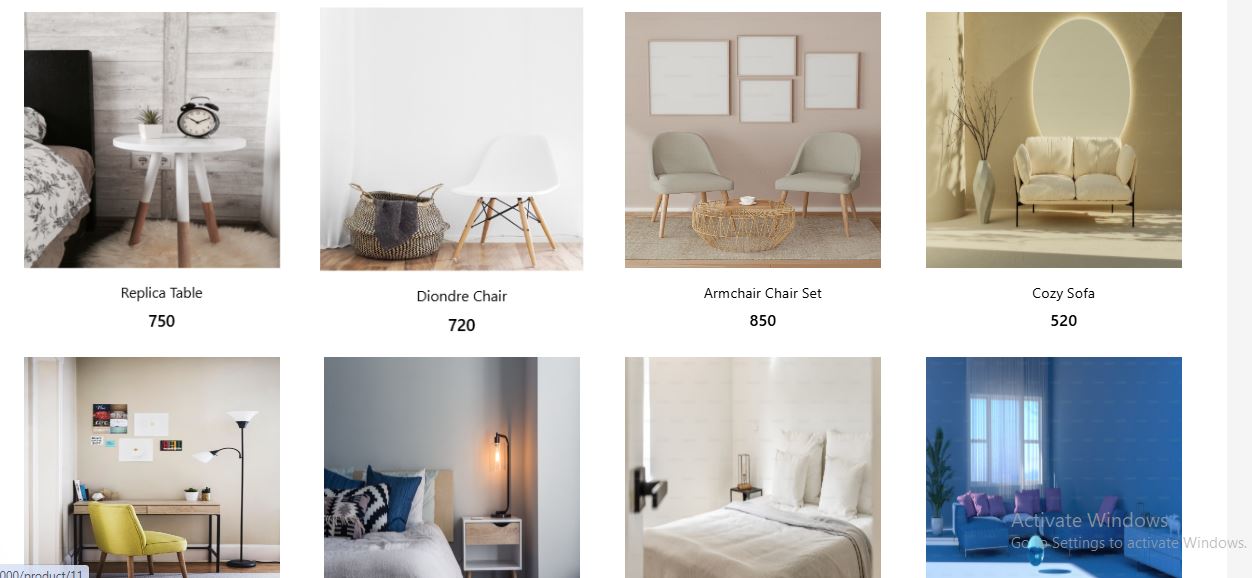 Replica Table
Diondre Chair
Armchair Chair Set
Cozy Sofa
750
720
850
520
Activate Windows
Go to Settings to activate Windows.
000/product/11